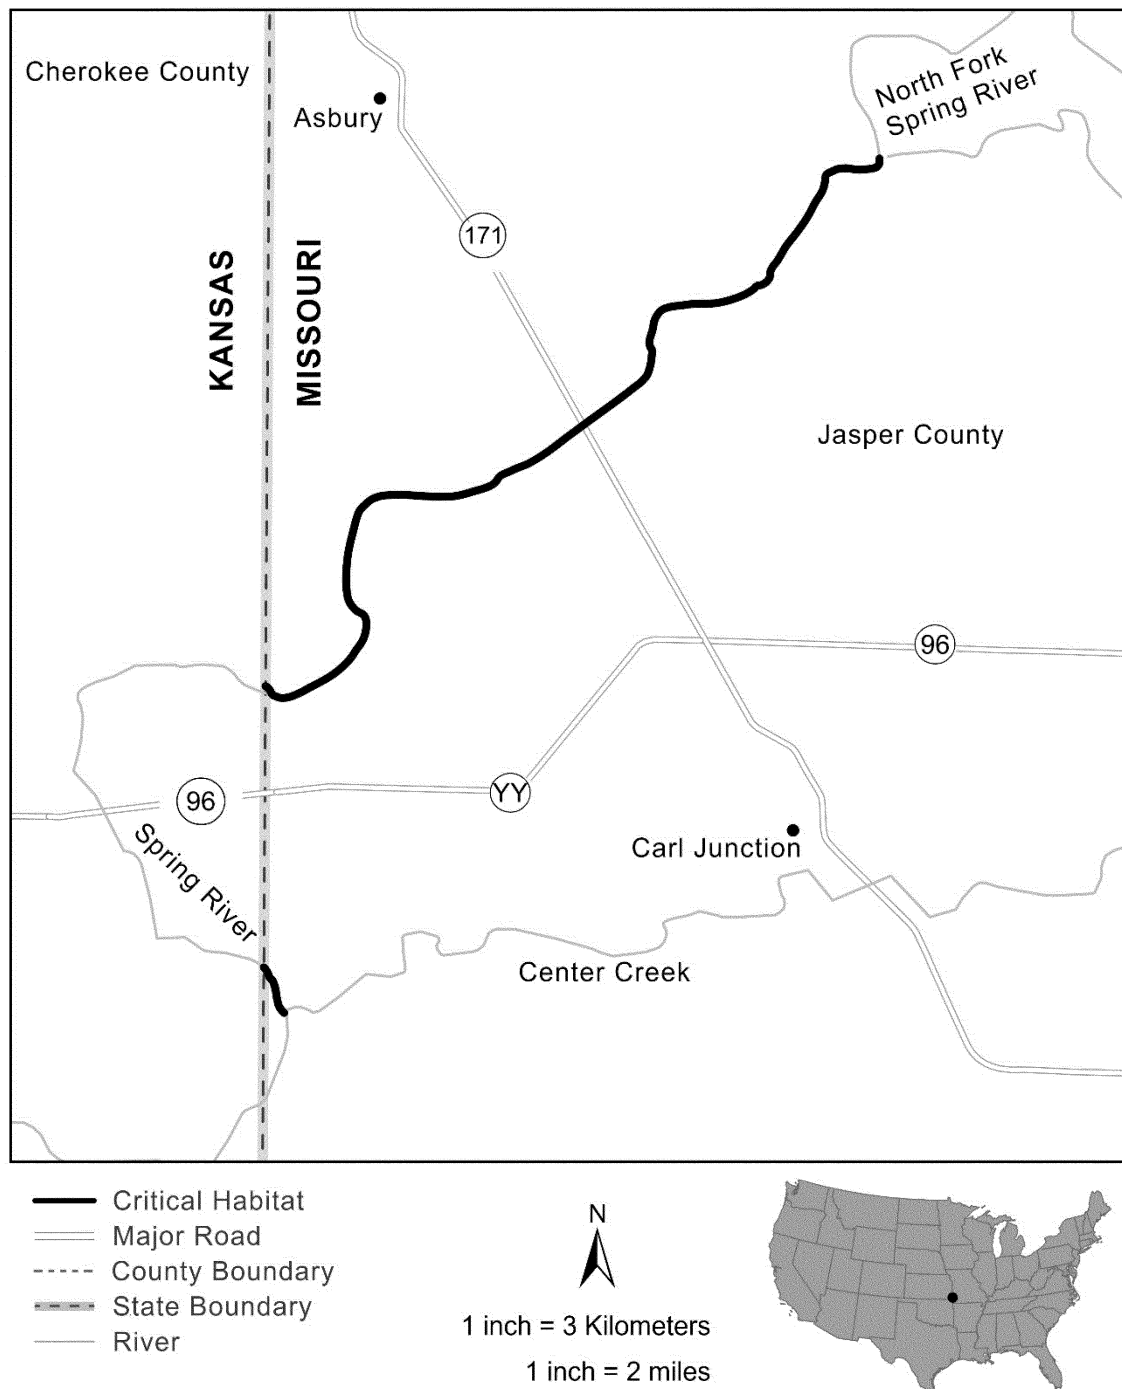 Cherokee County
Asbury
North Fork
Spring River
171
KANSAS
MISSOURI
Jasper County
96
96
YY
Spring River
Carl Junction
Center Creek
Critical Habitat
Major Road
County Boundary
State Boundary
River
N
1 inch = 3 Kilometers
1 inch = 2 miles